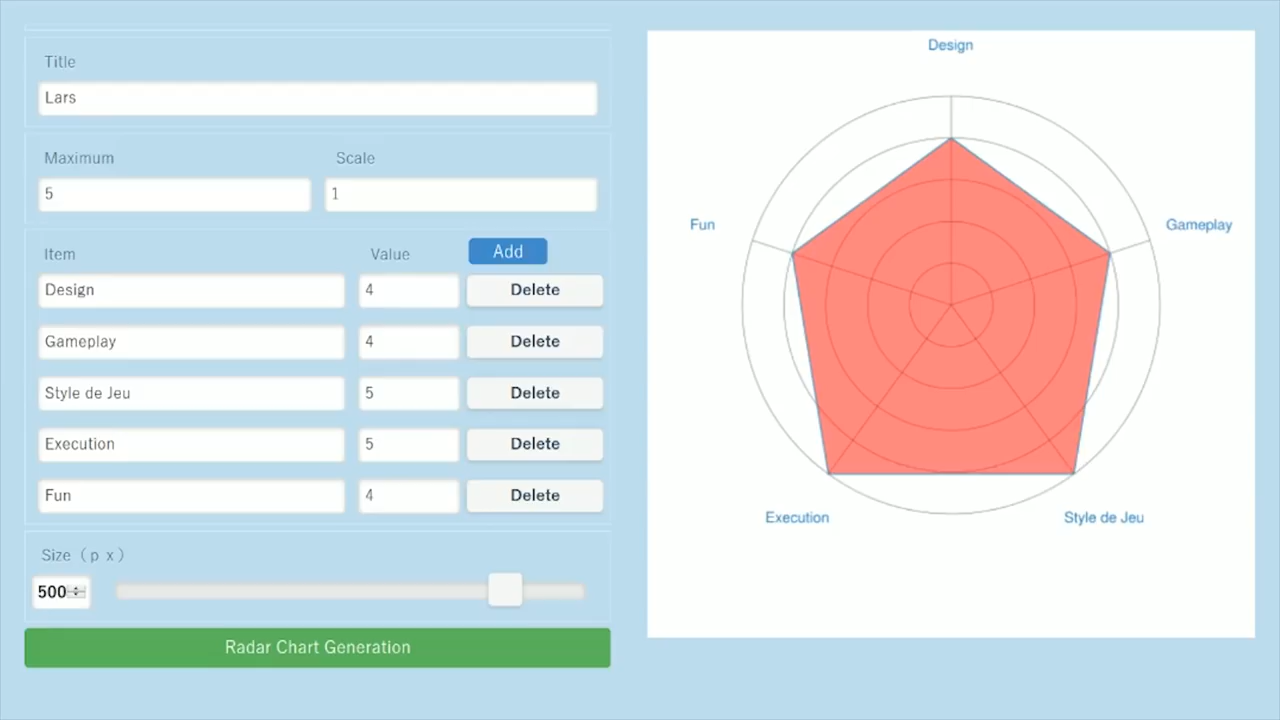 Title
Lars
Maximum
Scale
5
1
Item
Value
Add
Design
4
Delete
Gameplay
4
Delete
Style de Jeu
5
Delete
Execution
5
Delete
Fun
4
Delete
Size（ｐｘ）
500
Radar Chart Generation
Design
Fun
Gameplay
Execution
Style de Jeu